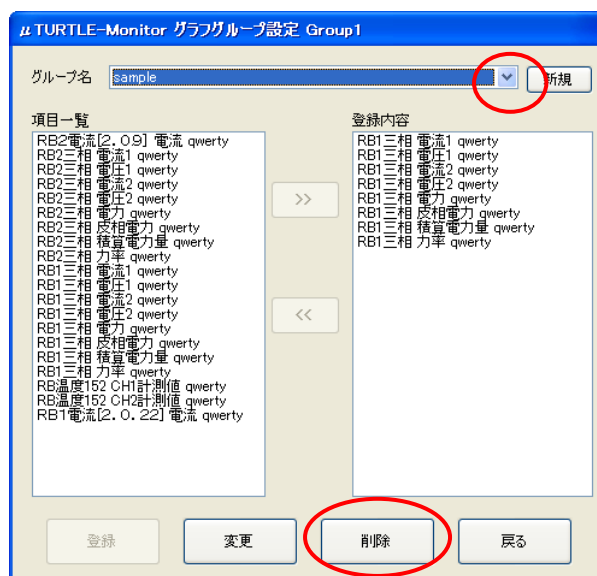 μTURTLE-Monitor グラフグループ設定 Group1
グループ名 sample 新規
項目一覧
RB2電流[2.09] 電流 qwerty
RB2三相 電流1 qwerty
RB2三相 電圧1 qwerty
RB2三相 電流2 qwerty
RB2三相 電圧2 qwerty
RB2三相 電力 qwerty
RB2三相 皮相電力 qwerty
RB2三相 積算電力量 qwerty
RB2三相 力率 qwerty
RB1三相 電流1 qwerty
RB1三相 電圧1 qwerty
RB1三相 電流2 qwerty
RB1三相 電圧2 qwerty
RB1三相 電力 qwerty
RB1三相 皮相電力 qwerty
RB1三相 積算電力量 qwerty
RB1三相 力率 qwerty
RB温度152 CH1計測値 qwerty
RB温度152 CH2計測値 qwerty
RB1電流[2.0.22] 電流 qwerty
>>
<<
登録内容
RB1三相 電流1 qwerty
RB1三相 電圧1 qwerty
RB1三相 電流2 qwerty
RB1三相 電圧2 qwerty
RB1三相 電力 qwerty
RB1三相 皮相電力 qwerty
RB1三相 積算電力量 qwerty
RB1三相 力率 qwerty
登録 変更 削除 戻る